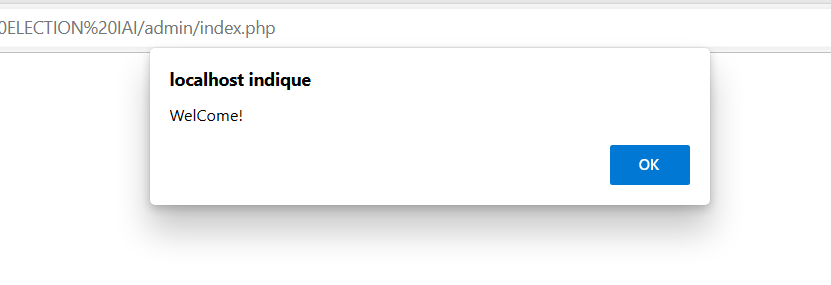 0ELECTION%20IAI/admin/index.php
localhost indique
WelCome!
OK